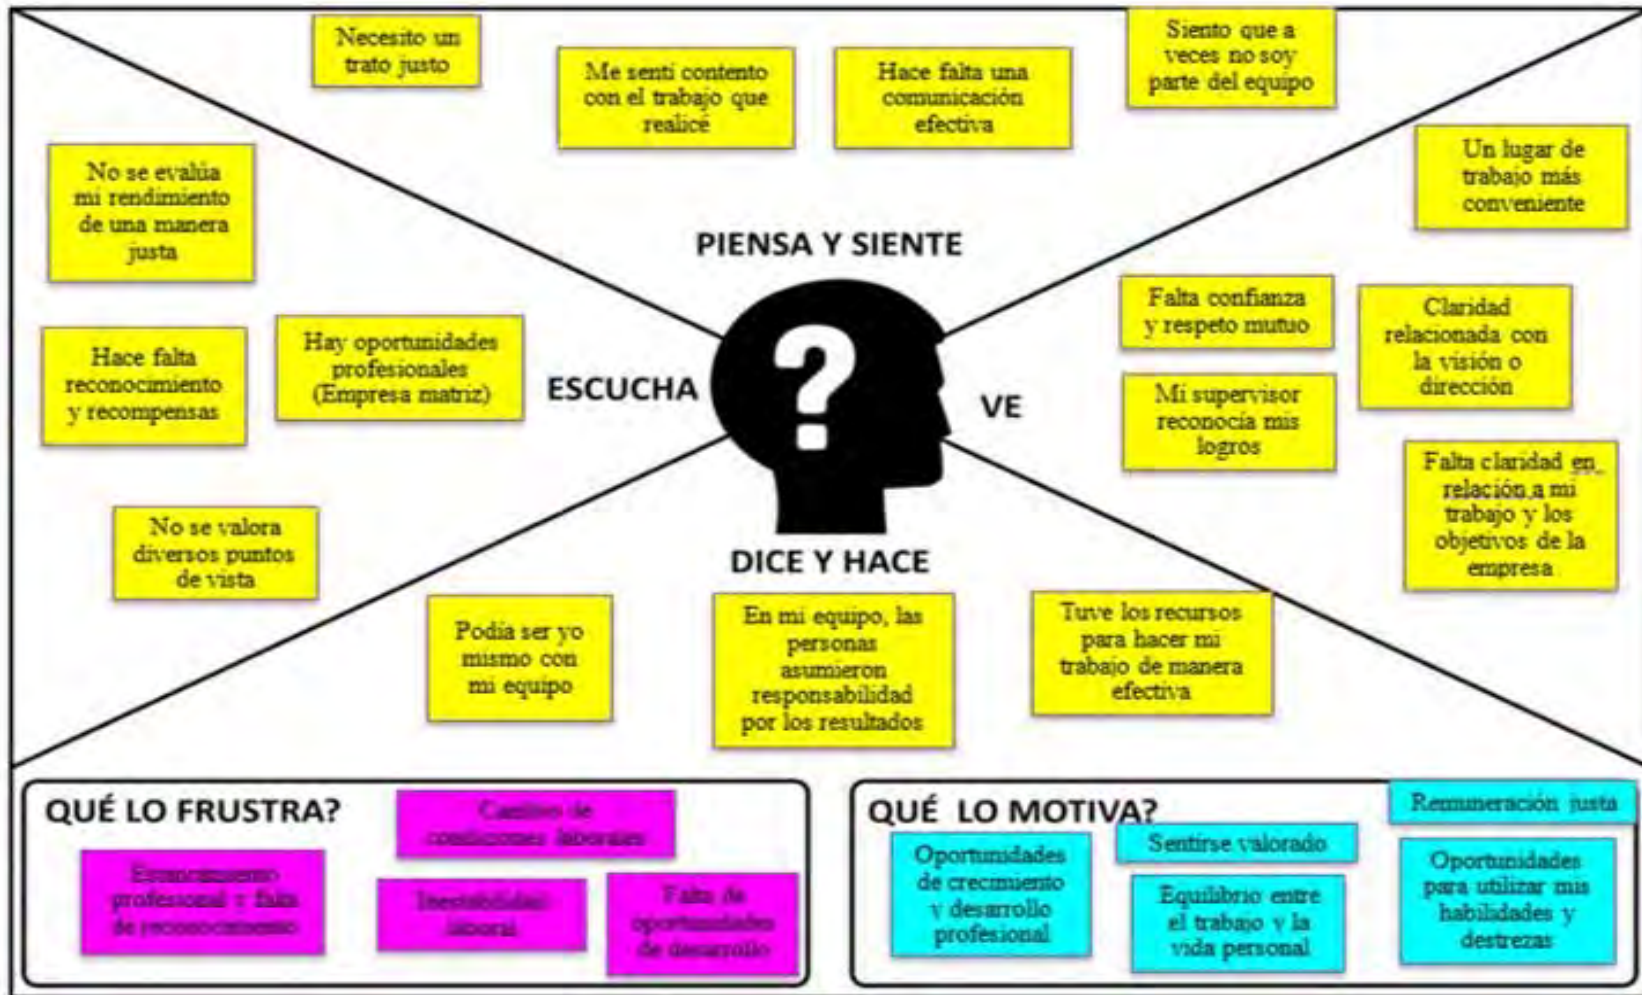 Necesito un
trato justo
Me sentí contento
con el trabajo que
realicé
Hace falta una
comunicación
efectiva
Siento que a
veces no soy
parte del equipo
PIENSA Y SIENTE
No se evalúa
mi rendimiento
de una manera
justa
Hace falta
reconocimiento
y recompensas
Hay oportunidades
profesionales
(Empresa matriz)
No se valora
diversos puntos
de vista
ESCUCHA
?
VE
Un lugar de
trabajo más
conveniente
Falta confianza
y respeto mutuo
Claridad
relacionada con
la visión o
dirección
Mi supervisor
reconocía mis
logros
Falta claridad en
relación a mi
trabajo y los
objetivos de la
empresa
DICE Y HACE
Podía ser yo
mismo con
mi equipo
En mi equipo, las
personas
asumieron
responsabilidad
por los resultados
Tuve los recursos
para hacer mi
trabajo de manera
efectiva
QUÉ LO FRUSTRA?
Cambio de
condiciones laborales
Estancamiento
profesional y falta
de reconocimiento
Inestabilidad
laboral
Falta de
oportunidades
de desarrollo
QUÉ LO MOTIVA?
Remuneración justa
Sentirse valorado
Oportunidades
de crecimiento
y desarrollo
profesional
Equilibrio entre
el trabajo y la
vida personal
Oportunidades
para utilizar mis
habilidades y
destrezas